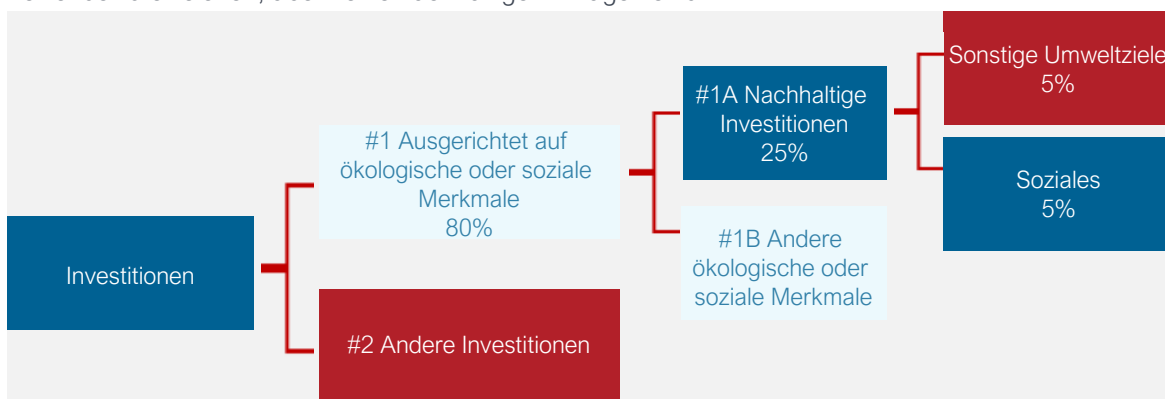 Investitionen
#1 Ausgerichtet auf
ökologische oder soziale
Merkmale
80%
#2 Andere Investitionen
#1A Nachhaltige
Investitionen
25%
#1B Andere
ökologische oder
soziale Merkmale
Sonstige Umweltziele
5%
Soziales
5%